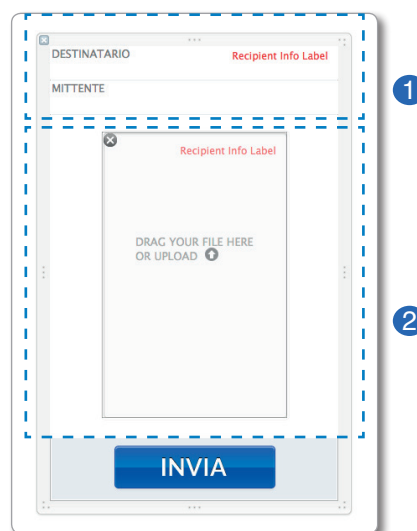 DESTINATARIO Recipient Info Label
1
MITTENTE
Recipient Info Label
DRAG YOUR FILE HERE
OR UPLOAD
2
INVIA